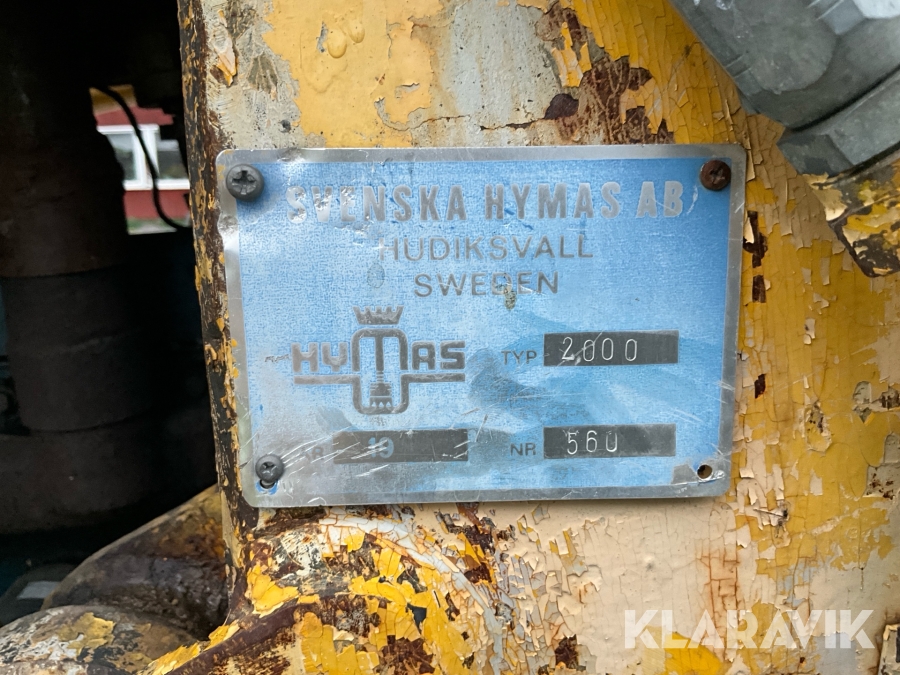 SVENSKA HYMAS AB
HUDIKSVALL
SWEDEN
HYMAS
TYP 2000
NR 560
KLARAVIK